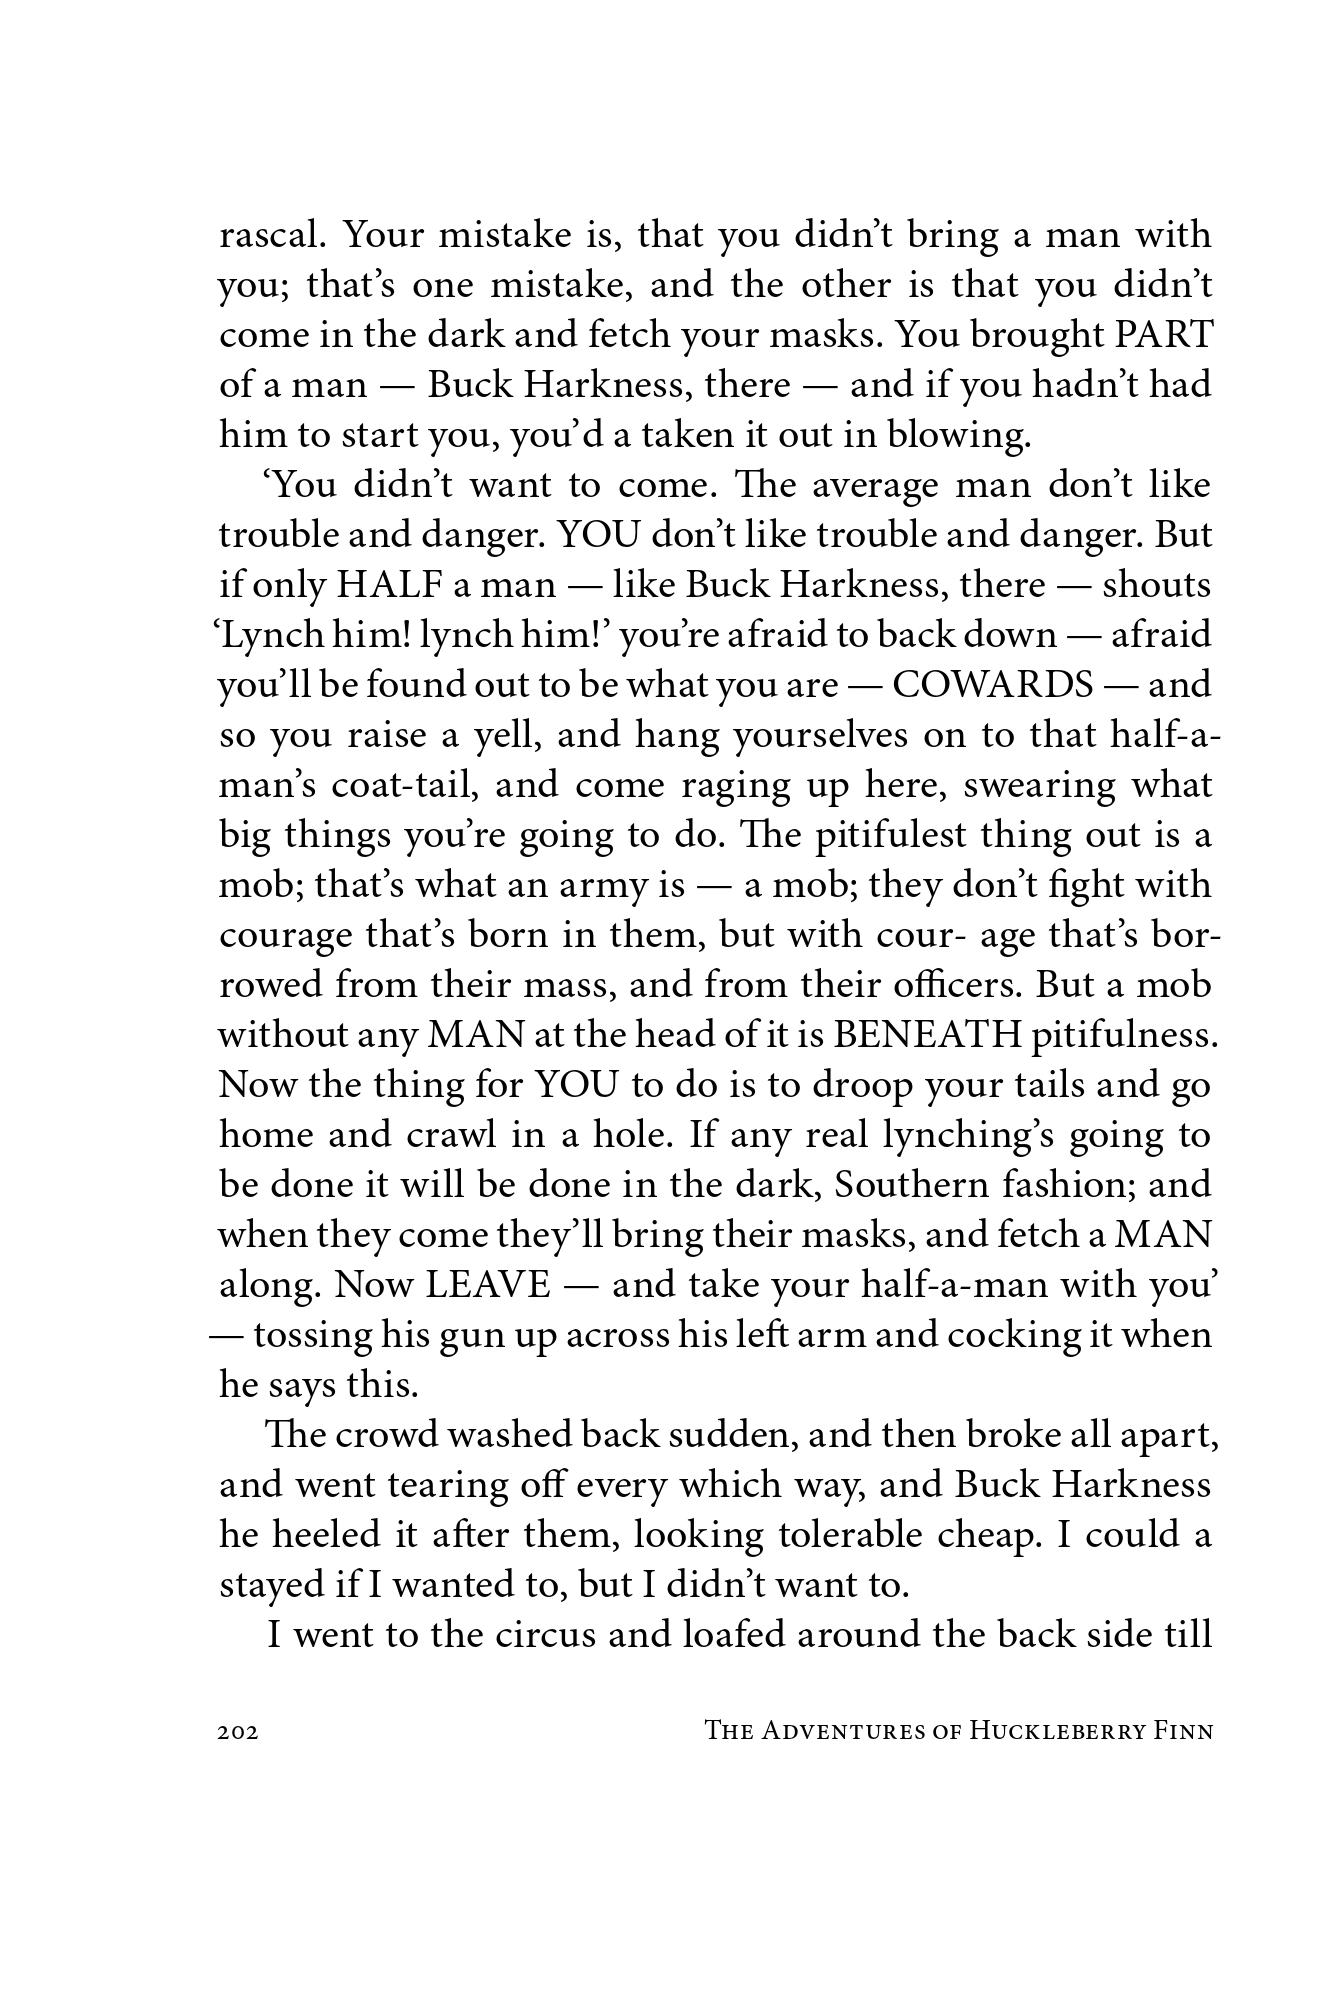 rascal. Your mistake is, that you didn’t bring a man with
you; that’s one mistake, and the other is that you didn’t
come in the dark and fetch your masks. You brought PART
of a man — Buck Harkness, there — and if you hadn’t had
him to start you, you’d a taken it out in blowing.
‘You didn’t want to come. The average man don’t like
trouble and danger. YOU don’t like trouble and danger. But
if only HALF a man — like Buck Harkness, there — shouts
‘Lynch him! lynch him!’ you’re afraid to back down — afraid
you’ll be found out to be what you are — COWARDS — and
so you raise a yell, and hang yourselves on to that half-a-
man’s coat-tail, and come raging up here, swearing what
big things you’re going to do. The pitifulest thing out is a
mob; that’s what an army is — a mob; they don’t fight with
courage that’s born in them, but with cour- age that’s bor-
rowed from their mass, and from their officers. But a mob
without any MAN at the head of it is BENEATH pitifulness.
Now the thing for YOU to do is to droop your tails and go
home and crawl in a hole. If any real lynching’s going to
be done it will be done in the dark, Southern fashion; and
when they come they’ll bring their masks, and fetch a MAN
along. Now LEAVE — and take your half-a-man with you’
— tossing his gun up across his left arm and cocking it when
he says this.
The crowd washed back sudden, and then broke all apart,
and went tearing off every which way, and Buck Harkness
he heeled it after them, looking tolerable cheap. I could a
stayed if I wanted to, but I didn’t want to.
I went to the circus and loafed around the back side till
202 The Adventures of Huckleberry Finn